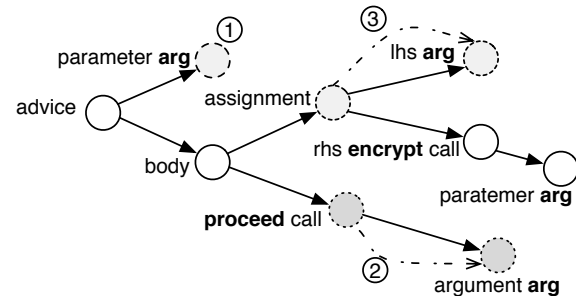 ①
③
parameter arg
lhs arg
assignment
advice
rhs encrypt call
body
paratemer arg
proceed call
②
argument arg